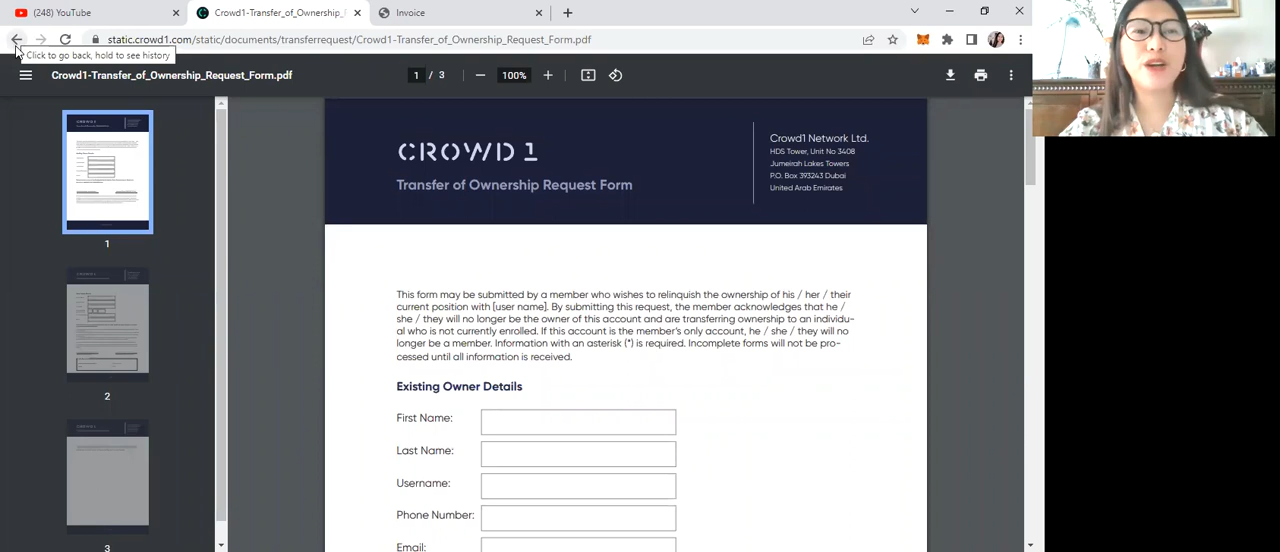 (248) YouTube
Crowd1-Transfer_of_Ownership_R
Invoice
static.crowd1.com/static/documents/transferrequest/Crowd1-Transfer_of_Ownership_Request_Form.pdf
Click to go back, hold to see history
Crowd1-Transfer_of_Ownership_Request_Form.pdf
1 / 3
100%
CROWD1
Transfer of Ownership Request Form
Crowd1 Network Ltd.
HDS Tower, Unit No 3408
Jumeirah Lakes Towers
P.O. Box 393243 Dubai
United Arab Emirates
1
2
3
This form may be submitted by a member who wishes to relinquish the ownership of his / her / their
current position with [user name]. By submitting this request, the member acknowledges that he /
she / they will no longer be the owner of this account and are transferring ownership to an individu-
al who is not currently enrolled. If this account is the member's only account, he / she / they will no
longer be a member. Information with an asterisk (*) is required. Incomplete forms will not be pro-
cessed until all information is received.
Existing Owner Details
First Name:
Last Name:
Username:
Phone Number:
Email: